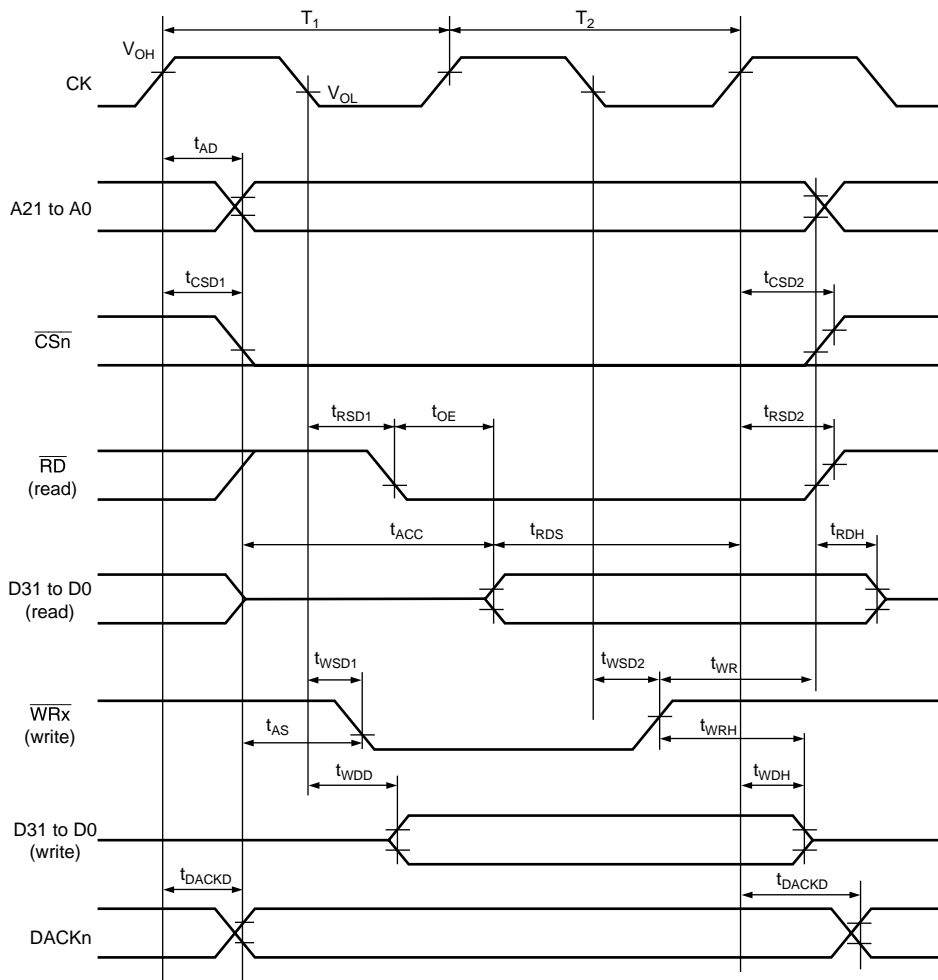 T1 T2
VOH
CK
VOL
tAD
A21 to A0
tCSD1 tCSD2
CSn
tRSD1 tOE tRSD2
RD
(read)
tACC tRDS tRDH
D31 to D0
(read)
tWSD1 tWSD2 tWR
WRx
(write)
tAS tWRH
tWDD tWDH
D31 to D0
(write)
tDACKD tDACKD
DACKn